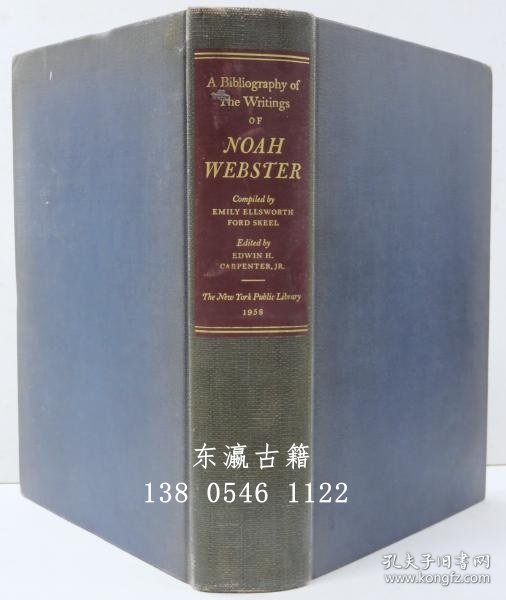 A Bibliography of
The Writings
OF
NOAH
WEBSTER
Compiled by
EMILY ELLSWORTH
FORD SKEEL
Edited by
EDWIN H.
CARPENTER, JR.
The New York Public Library
1958
东瀛古籍
138 0546 1122
孔夫子旧书网
www.kongfz.com